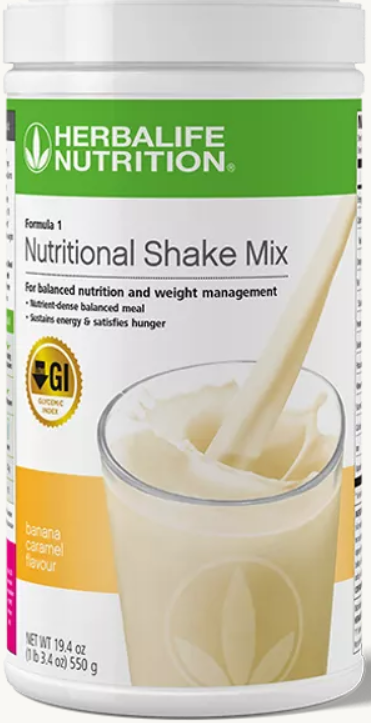 HERBALIFE
NUTRITION®
Formula 1
Nutritional Shake Mix
For balanced nutrition and weight management
• Nutrient-dense balanced meal
• Sustains energy & satisfies hunger
GI
GLYCEMIC
INDEX
banana
caramel
flavour
NET WT 19.4 oz
(1 lb 3.4 oz) 550 g